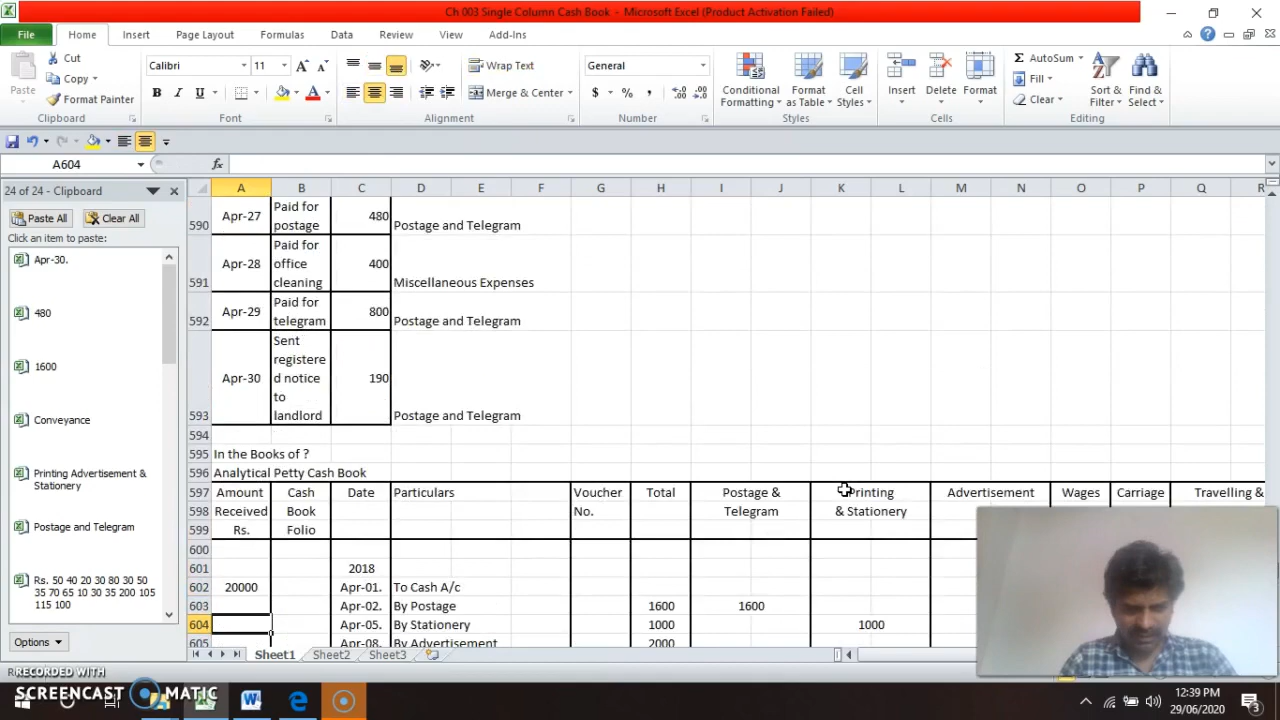 Ch 003 Single Column Cash Book - Microsoft Excel (Product Activation Failed)
File Home Insert Page Layout Formulas Data Review View Add-Ins
Cut
Copy
Format Painter
Paste
Clipboard
Calibri 11
B I U
Font
Wrap Text
Merge & Center
Alignment
General
$ % ,
Number
Conditional Formatting
Format as Table
Cell Styles
Styles
Insert Delete Format
Cells
AutoSum
Fill
Clear
Sort & Filter
Find & Select
Editing
A604
fx
24 of 24 - Clipboard
Paste All Clear All
Click an item to paste:
Apr-30.
480
1600
Conveyance
Printing Advertisement &
Stationery
Postage and Telegram
Rs. 50 40 20 30 80 30 50
35 70 65 10 30 35 200 105
115 100
Options
A B C D E F G H I J K L M N O P Q R
590 Apr-27 Paid for postage 480 Postage and Telegram
591 Apr-28 Paid for office cleaning 400 Miscellaneous Expenses
592 Apr-29 Paid for telegram 800 Postage and Telegram
593 Apr-30 Sent registere d notice to landlord 190 Postage and Telegram
594
595 In the Books of ?
596 Analytical Petty Cash Book
597 Amount Cash Date Particulars Voucher Total Postage & Printing Advertisement Wages Carriage Travelling &
598 Received Book No. Telegram & Stationery
599 Rs. Folio
600
601 2018
602 20000 Apr-01. To Cash A/c
603 Apr-02. By Postage 1600 1600
604 Apr-05. By Stationery 1000 1000
605 Apr-08. By Advertisement 2000
Sheet1 Sheet2 Sheet3
RECORDED WITH
SCREENCAST MATIC
12:39 PM
29/06/2020
3